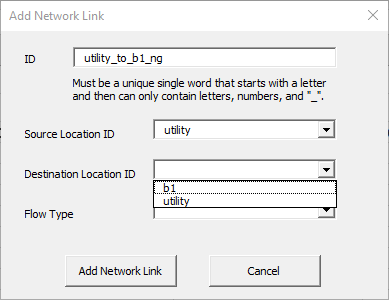 Add Network Link
ID
utility_to_b1_ng
Must be a unique single word that starts with a letter
and then can only contain letters, numbers, and "_".
Source Location ID
utility
Destination Location ID
b1
utility
Flow Type
Add Network Link
Cancel